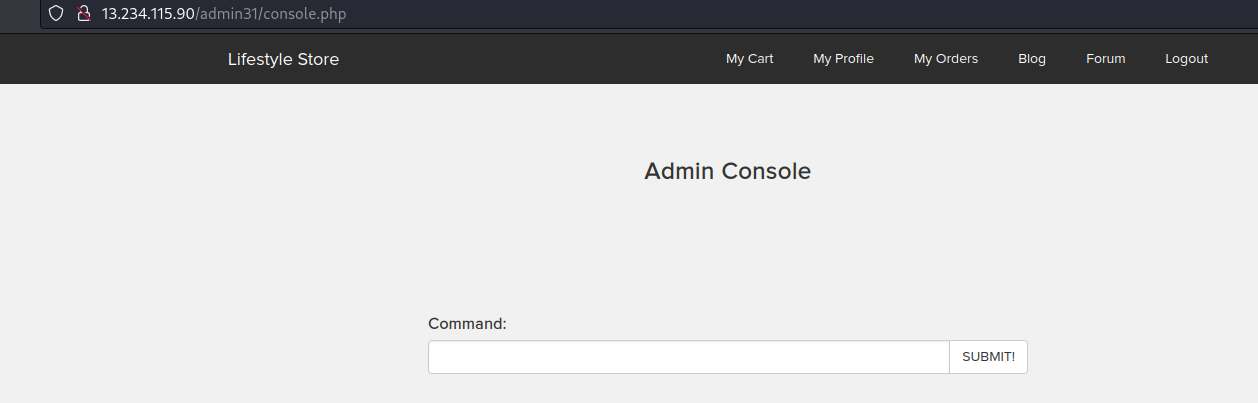 13.234.115.90/admin31/console.php
Lifestyle Store My Cart My Profile My Orders Blog Forum Logout
Admin Console
Command:
SUBMIT!